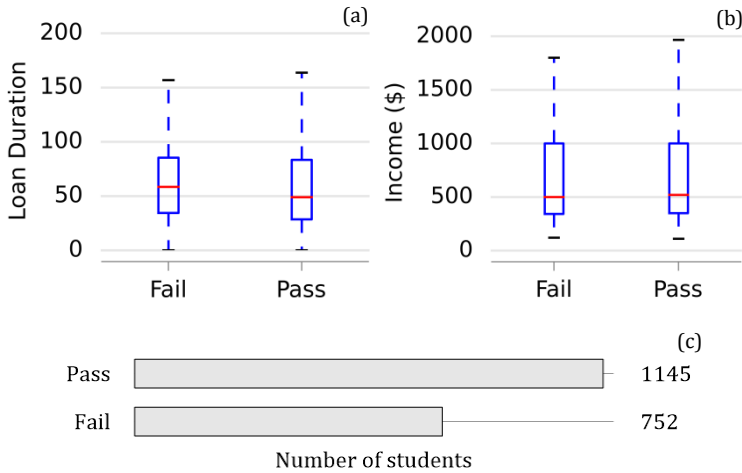 (a)
200
150
100
50
0
Loan Duration
Fail Pass
(b)
2000
1500
1000
500
0
Income ($)
Fail Pass
(c)
Pass 1145
Fail 752
Number of students